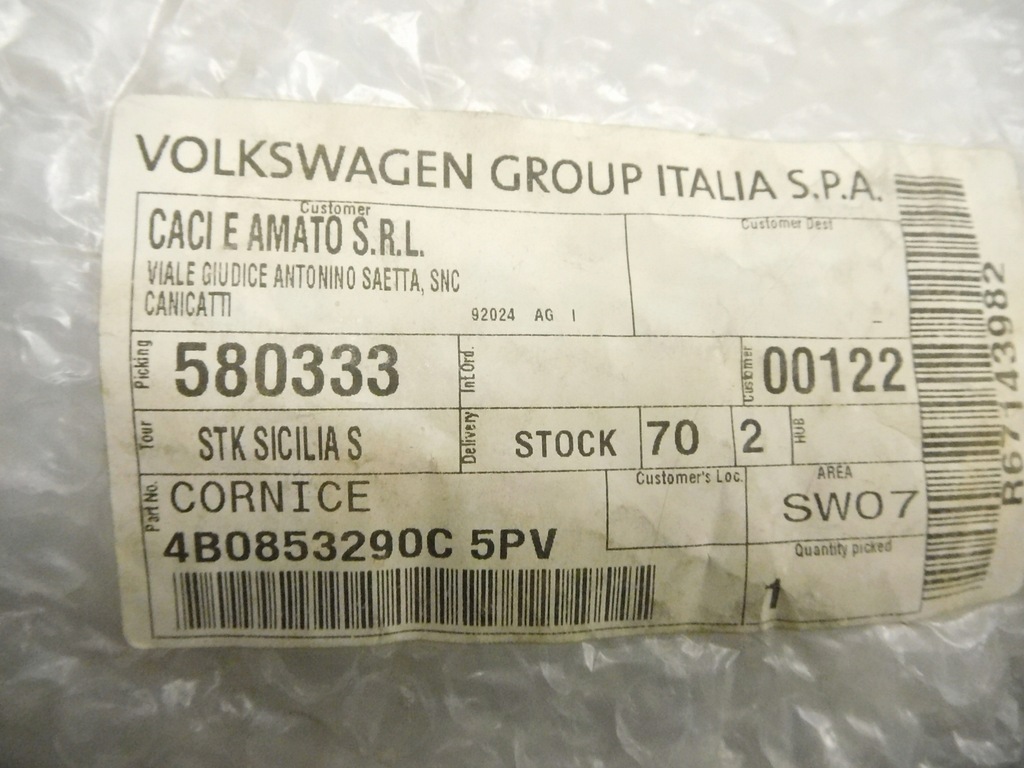 VOLKSWAGEN GROUP ITALIA S.P.A.
Customer
CACI E AMATO S.R.L.
VIALE GIUDICE ANTONINO SAETTA, SNC
CANICATTI
92024 AG I
Customer Dest
Picking
580333
Int.Ord.
Customer
00122
Tour
STK SICILIA S
Delivery
STOCK
70
2
HUB
Part No.
CORNICE
4B0853290C 5PV
Customer's Loc.
AREA
SW07
Quantity picked
1
R67143982